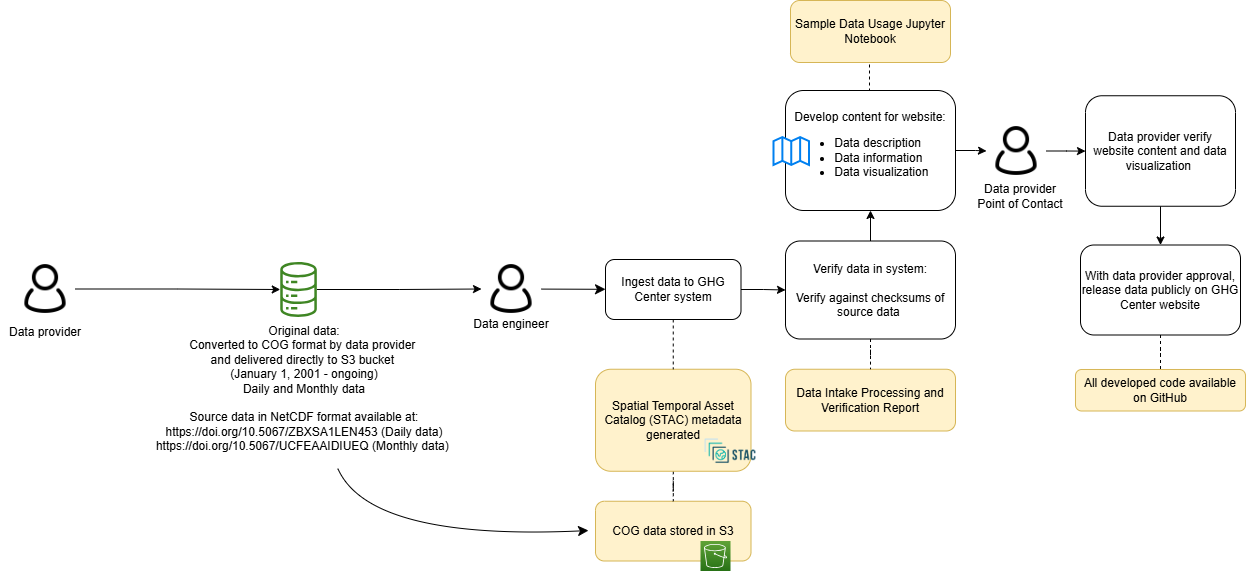 Sample Data Usage Jupyter
Notebook
Develop content for website:
Data description
Data information
Data visualization
Data provider
Point of Contact
Data provider verify
website content and data
visualization
Data provider
Original data:
Converted to COG format by data provider
and delivered directly to S3 bucket
(January 1, 2001 - ongoing)
Daily and Monthly data
Source data in NetCDF format available at:
https://doi.org/10.5067/ZBXSA1LEN453 (Daily data)
https://doi.org/10.5067/UCFEAAIDIUEQ (Monthly data)
Data engineer
Ingest data to GHG
Center system
Verify data in system:
Verify against checksums of
source data
With data provider approval,
release data publicly on GHG
Center website
Spatial Temporal Asset
Catalog (STAC) metadata
generated
STAC
Data Intake Processing and
Verification Report
All developed code available
on GitHub
COG data stored in S3